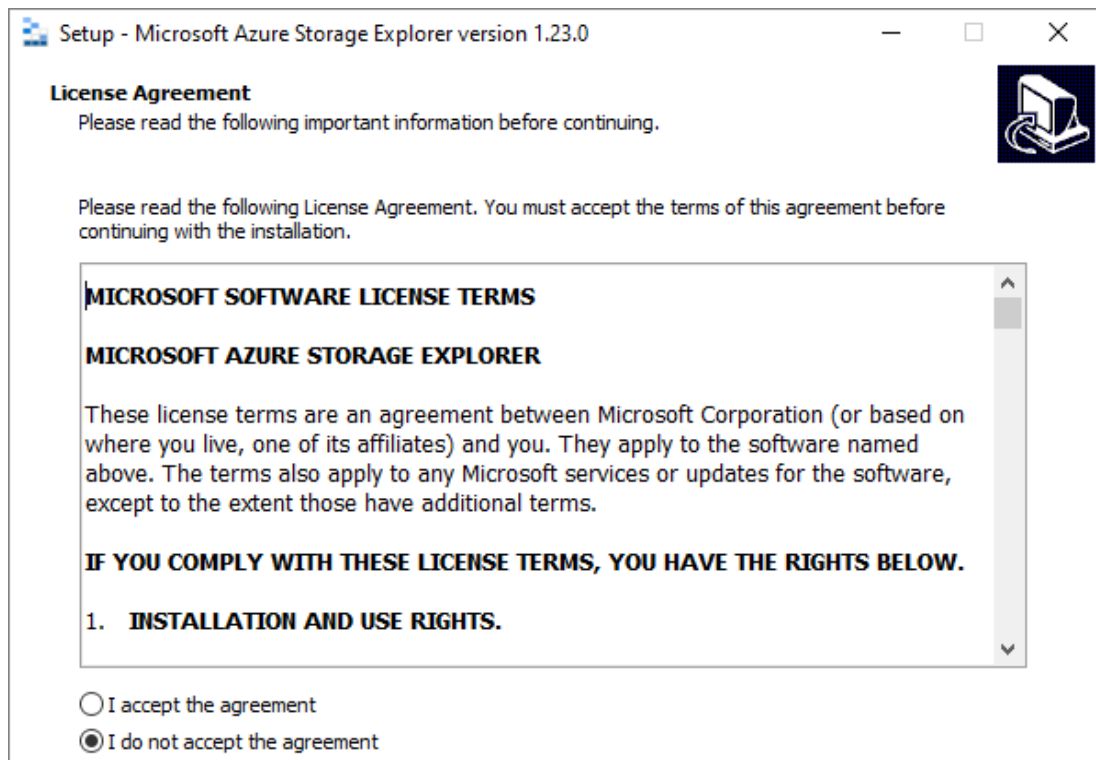 Setup - Microsoft Azure Storage Explorer version 1.23.0
License Agreement
Please read the following important information before continuing.
Please read the following License Agreement. You must accept the terms of this agreement before
continuing with the installation.
MICROSOFT SOFTWARE LICENSE TERMS
MICROSOFT AZURE STORAGE EXPLORER
These license terms are an agreement between Microsoft Corporation (or based on
where you live, one of its affiliates) and you. They apply to the software named
above. The terms also apply to any Microsoft services or updates for the software,
except to the extent those have additional terms.
IF YOU COMPLY WITH THESE LICENSE TERMS, YOU HAVE THE RIGHTS BELOW.
1. INSTALLATION AND USE RIGHTS.
I accept the agreement
I do not accept the agreement